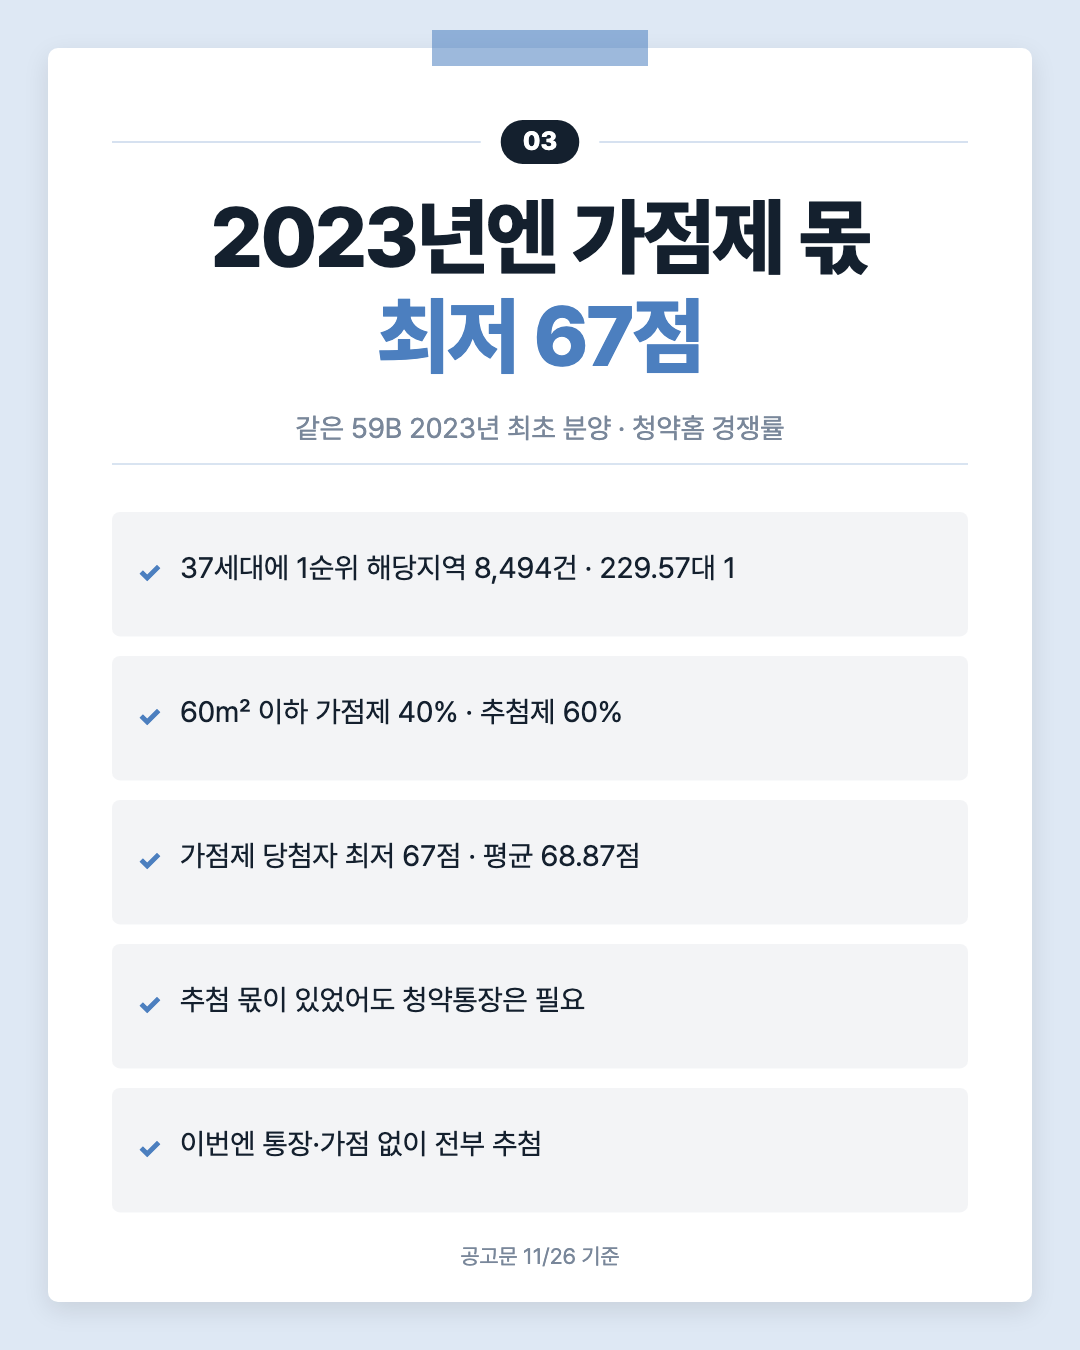 03
2023년엔 가점제 몫
최저 67점
같은 59B 2023년 최초 분양 · 청약홈 경쟁률
37세대에 1순위 해당지역 8,494건 · 229.57대 1
60m² 이하 가점제 40% · 추첨제 60%
가점제 당첨자 최저 67점 · 평균 68.87점
추첨 몫이 있었어도 청약통장은 필요
이번엔 통장·가점 없이 전부 추첨
공고문 11/26 기준